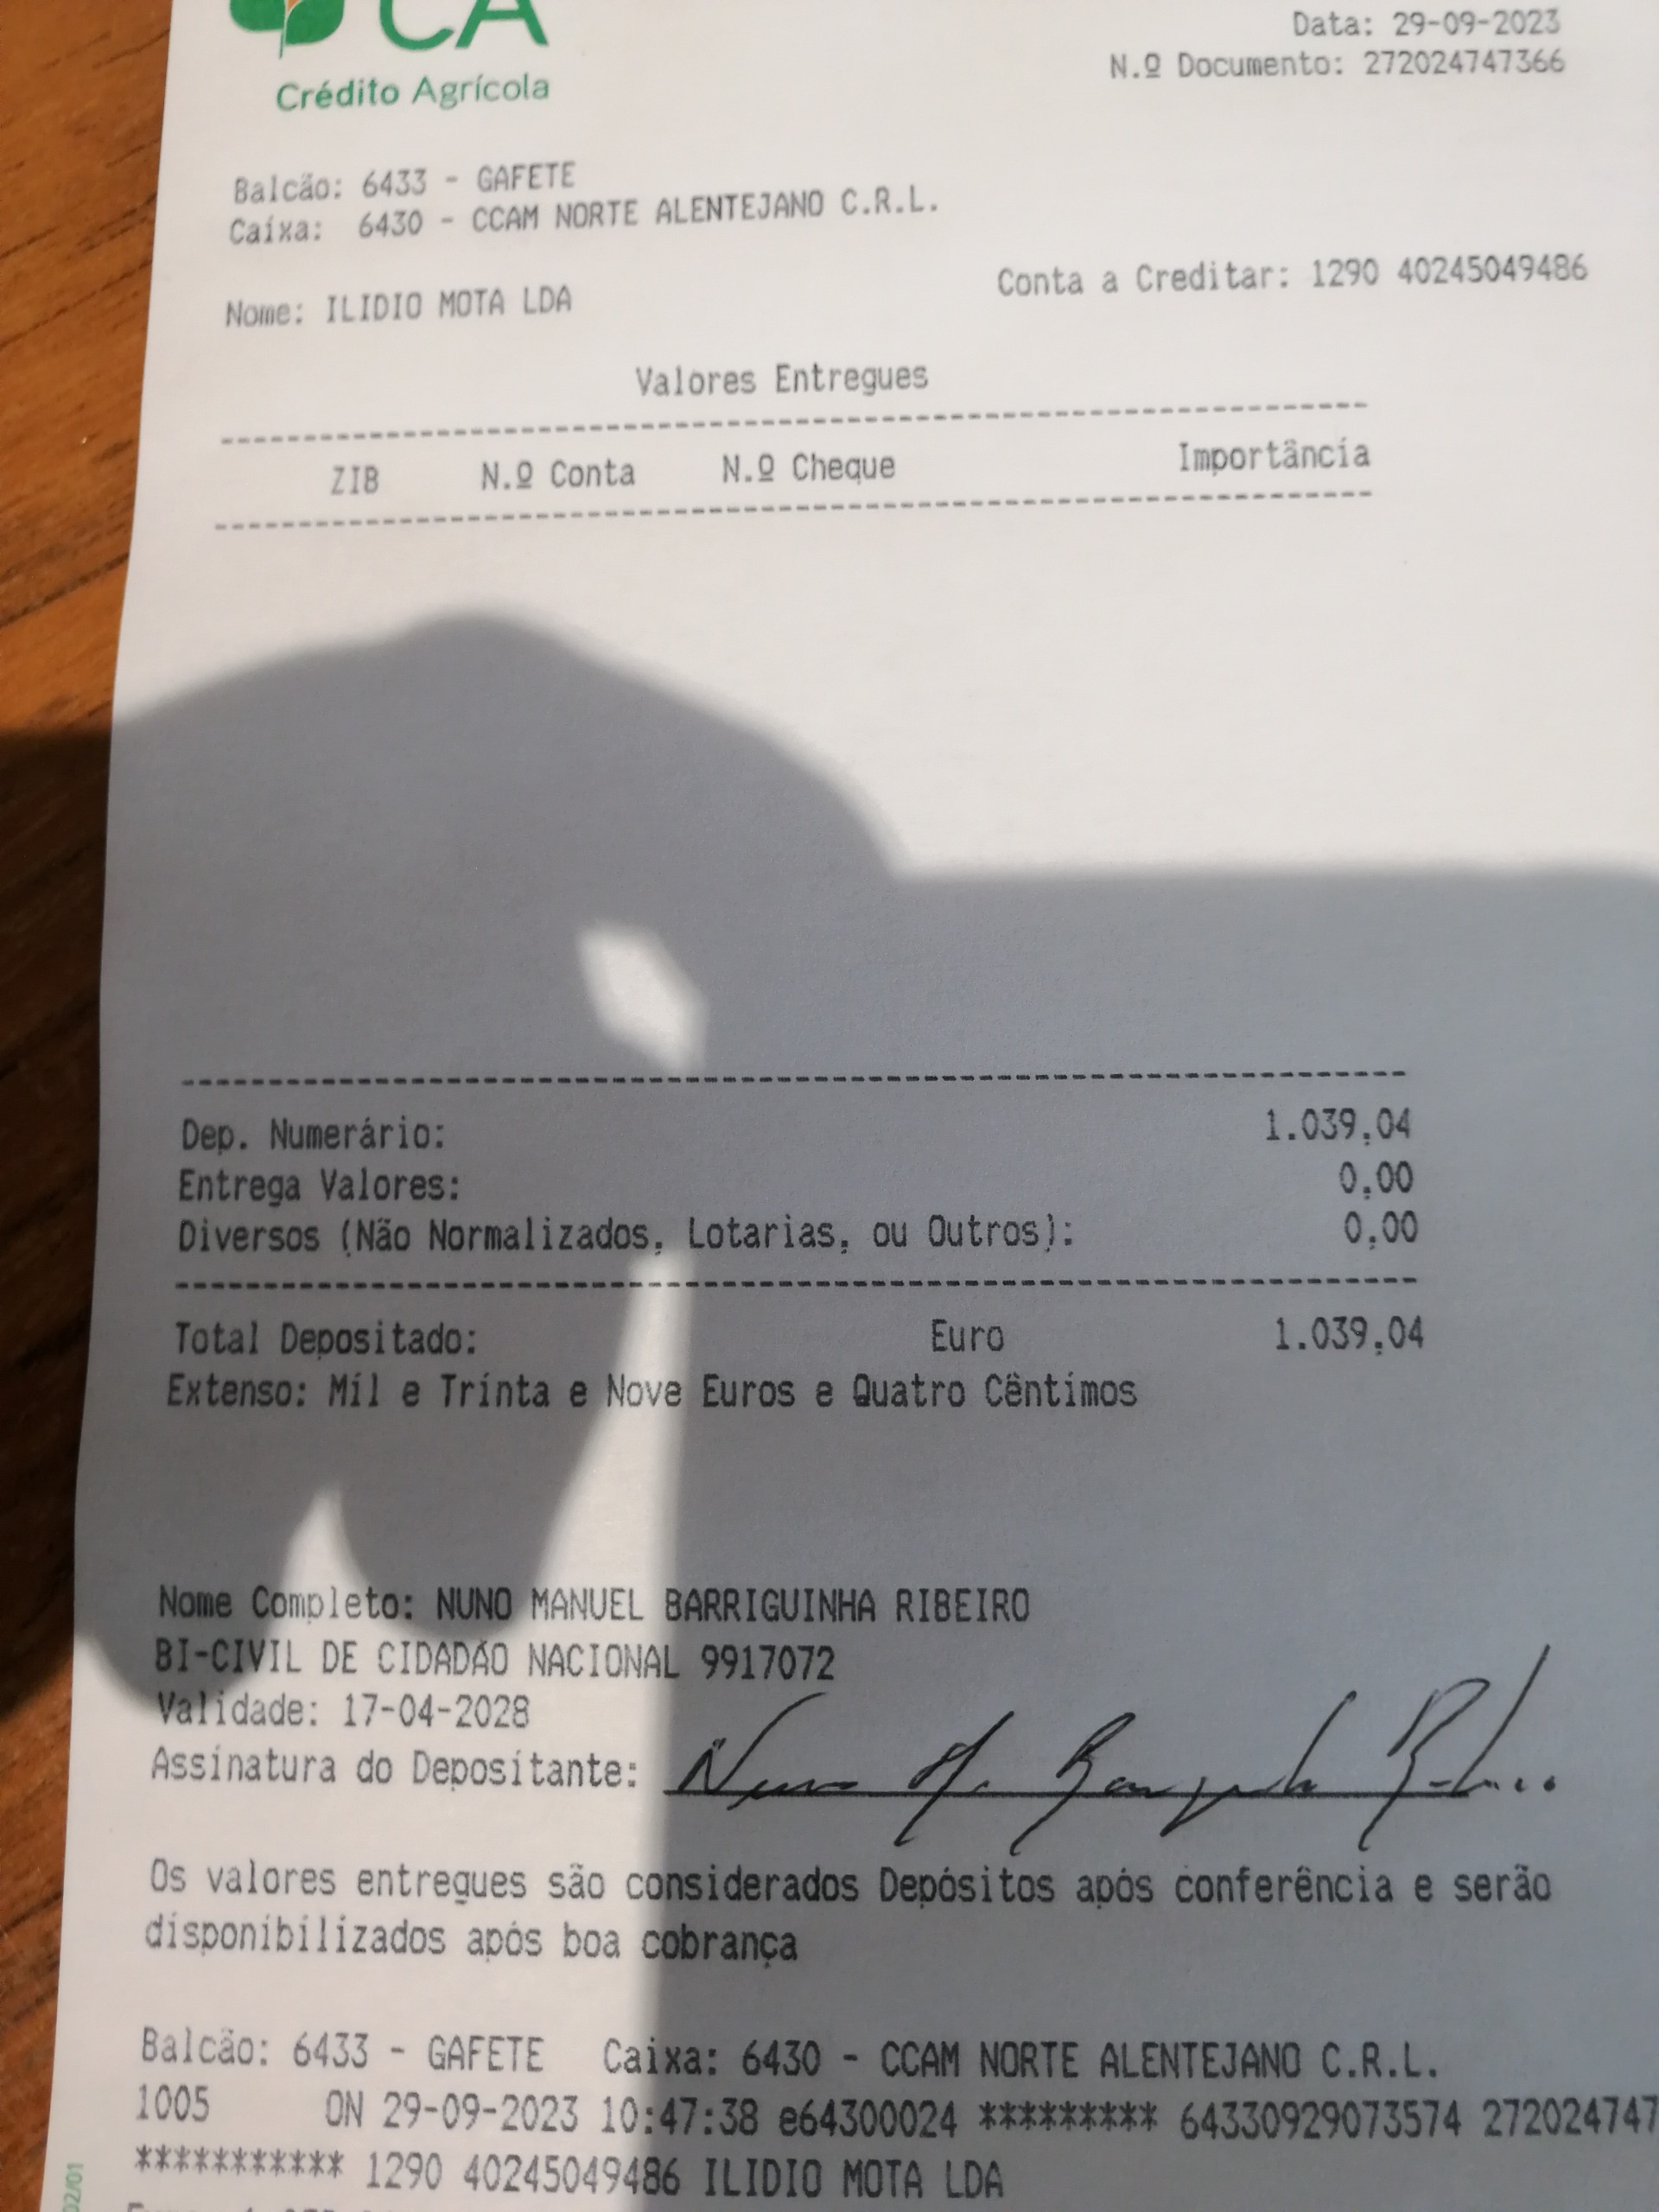 CA
Crédito Agrícola
Data: 29-09-2023
N.º Documento: 272024747366
Balcão: 6433 - GAFETE
Caixa: 6430 - CCAM NORTE ALENTEJANO C.R.L.
Conta a Creditar: 1290 40245049486
Nome: ILIDIO MOTA LDA
Valores Entregues
ZIB N.º Conta N.º Cheque Importância
Dep. Numerário: 1.039,04
Entrega Valores: 0,00
Diversos (Não Normalizados, Lotarias, ou Outros): 0,00
Total Depositado: Euro 1.039,04
Extenso: Mil e Trinta e Nove Euros e Quatro Cêntimos
Nome Completo: NUNO MANUEL BARRIGUINHA RIBEIRO
BI-CIVIL DE CIDADÃO NACIONAL 9917072
Validade: 17-04-2028
Assinatura do Depositante:
Os valores entregues são considerados Depósitos após conferência e serão
disponibilizados após boa cobrança
Balcão: 6433 - GAFETE Caixa: 6430 - CCAM NORTE ALENTEJANO C.R.L.
1005 ON 29-09-2023 10:47:38 e64300024 ********* 64330929073574 272024747
*********** 1290 40245049486 ILIDIO MOTA LDA
02/01